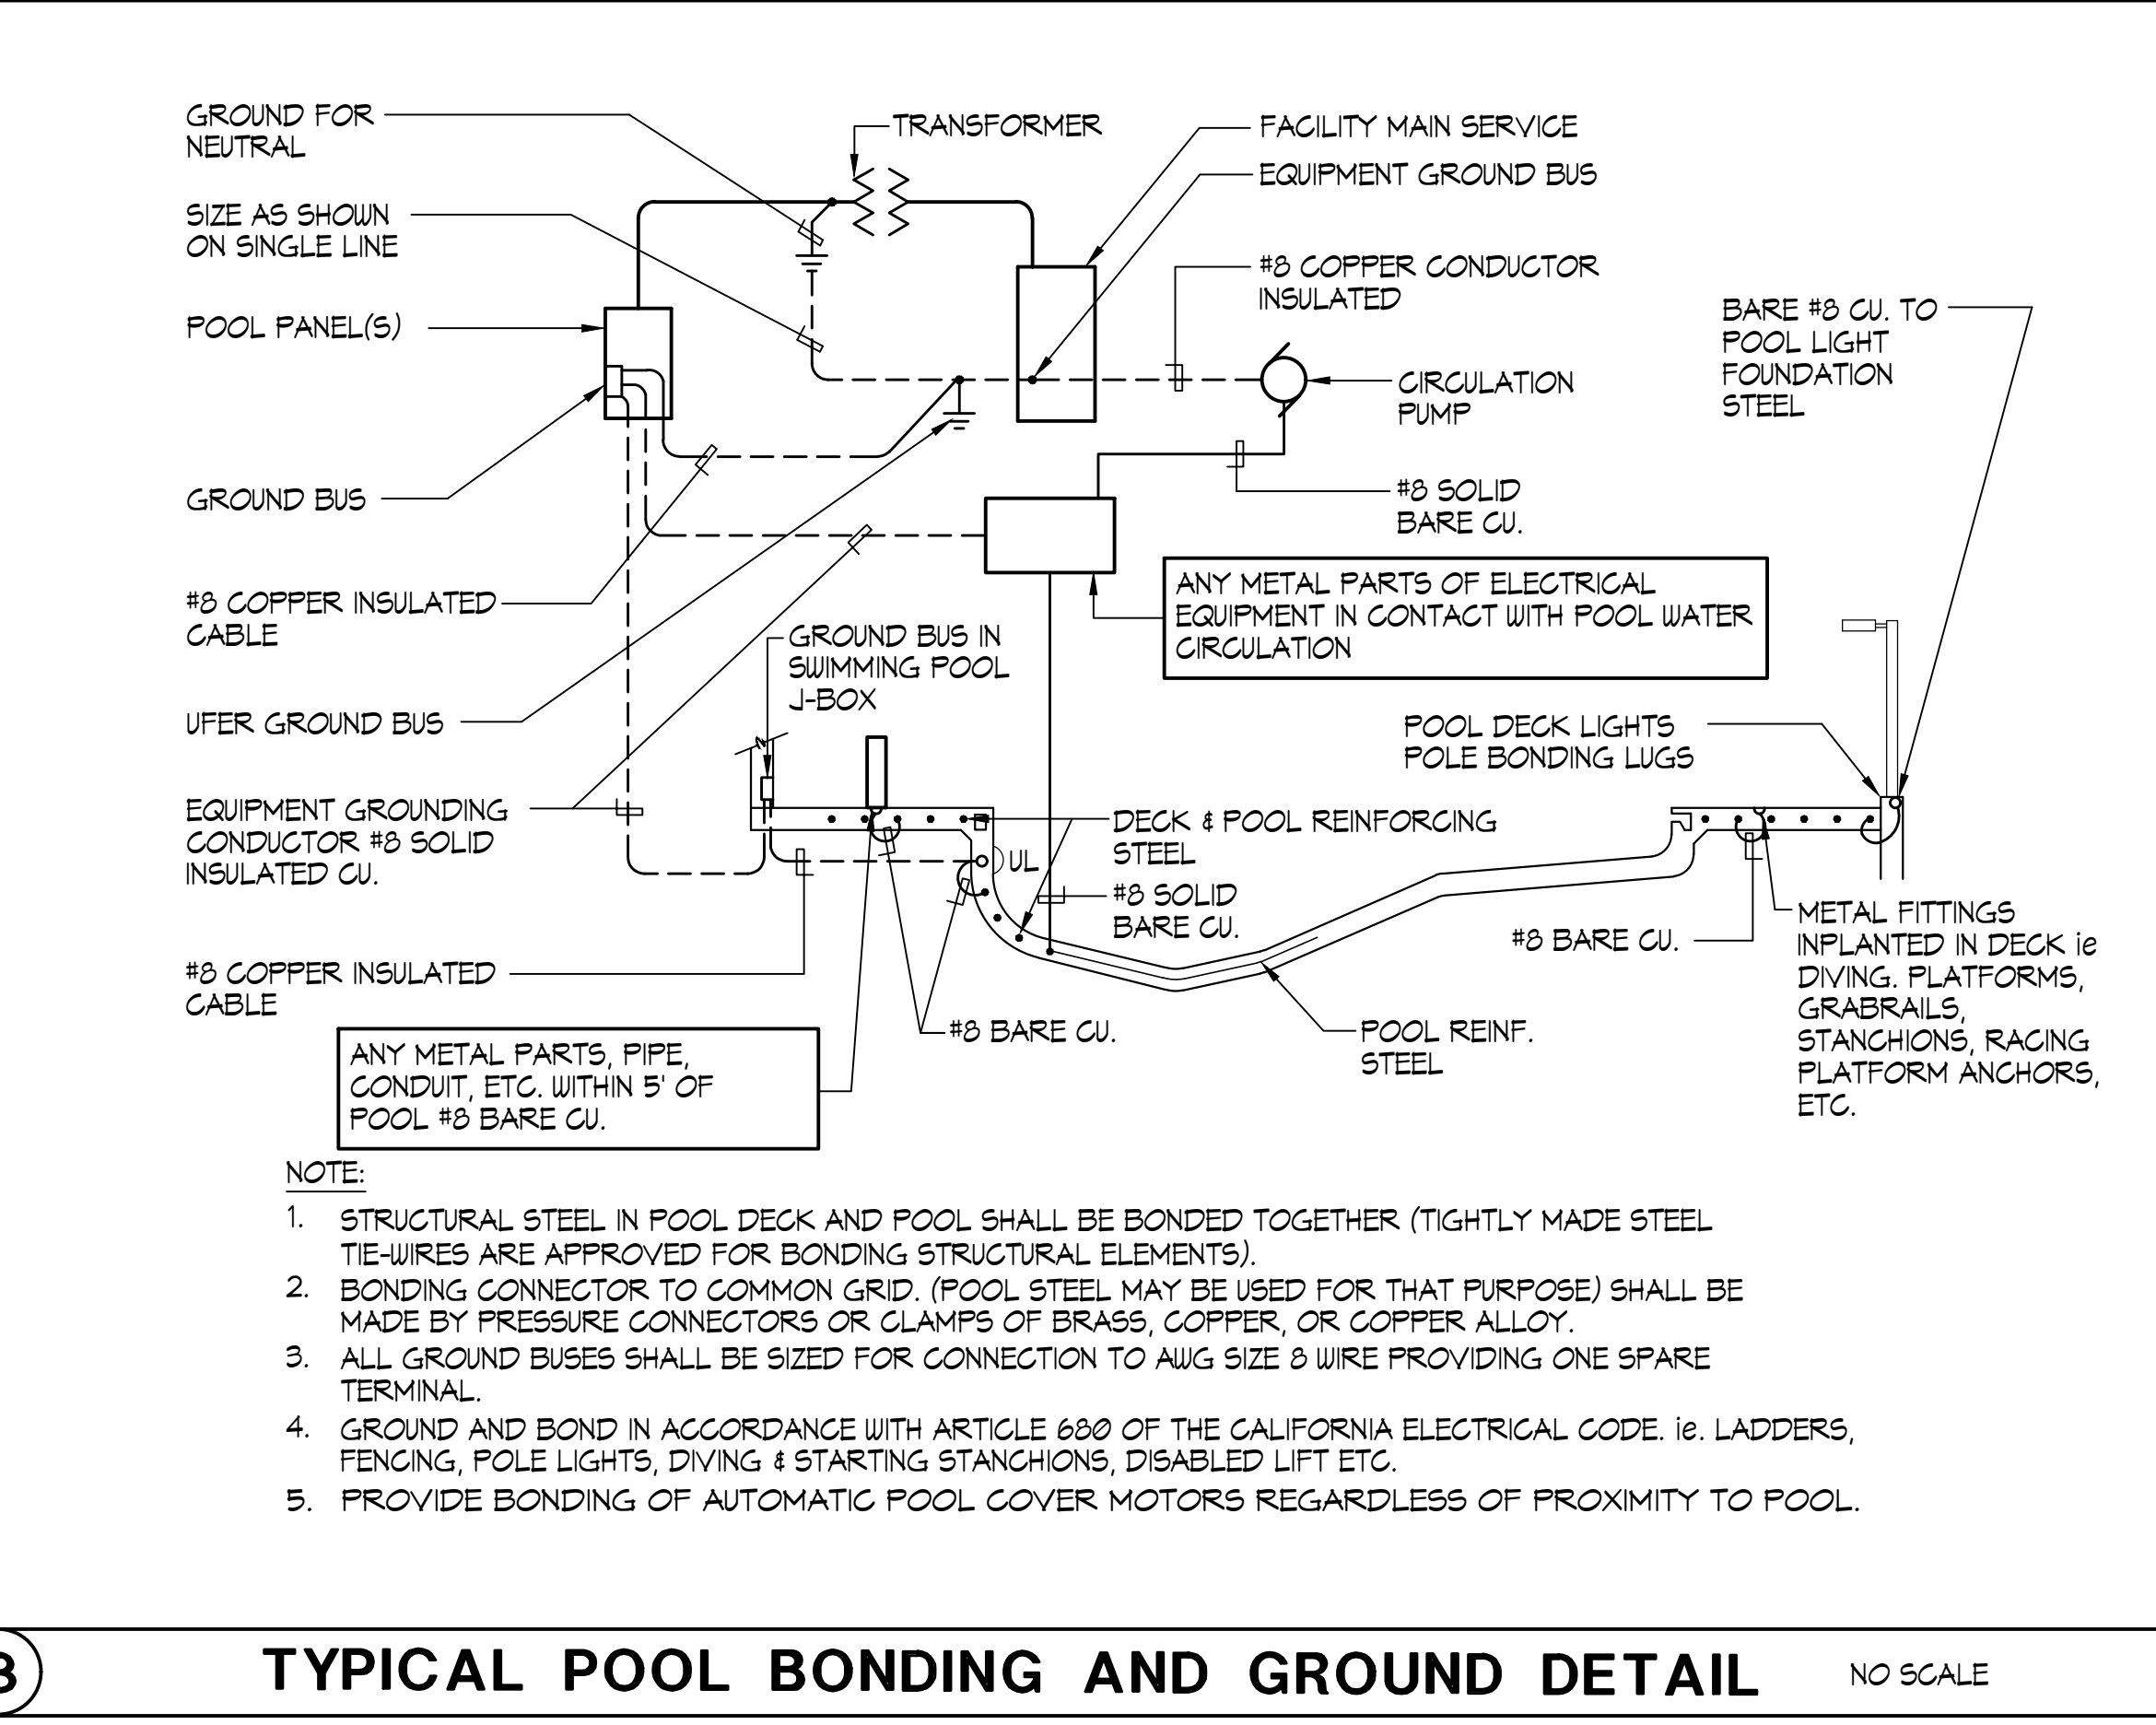 GROUND FOR
NEUTRAL
TRANSFORMER
FACILITY MAIN SERVICE
EQUIPMENT GROUND BUS
SIZE AS SHOWN
ON SINGLE LINE
#8 COPPER CONDUCTOR
INSULATED
POOL PANEL(S)
BARE #8 CU. TO
POOL LIGHT
FOUNDATION
STEEL
CIRCULATION
PUMP
GROUND BUS
#8 SOLID
BARE CU.
#8 COPPER INSULATED
CABLE
ANY METAL PARTS OF ELECTRICAL
EQUIPMENT IN CONTACT WITH POOL WATER
CIRCULATION
GROUND BUS IN
SWIMMING POOL
J-BOX
UFER GROUND BUS
POOL DECK LIGHTS
POLE BONDING LUGS
EQUIPMENT GROUNDING
CONDUCTOR #8 SOLID
INSULATED CU.
DECK & POOL REINFORCING
STEEL
UL
#8 SOLID
BARE CU.
#8 BARE CU.
METAL FITTINGS
INPLANTED IN DECK ie
DIVING. PLATFORMS,
GRABRAILS,
STANCHIONS, RACING
PLATFORM ANCHORS,
ETC.
#8 COPPER INSULATED
CABLE
#8 BARE CU.
POOL REINF.
STEEL
ANY METAL PARTS, PIPE,
CONDUIT, ETC. WITHIN 5' OF
POOL #8 BARE CU.
NOTE:
1. STRUCTURAL STEEL IN POOL DECK AND POOL SHALL BE BONDED TOGETHER (TIGHTLY MADE STEEL
TIE-WIRES ARE APPROVED FOR BONDING STRUCTURAL ELEMENTS).
2. BONDING CONNECTOR TO COMMON GRID. (POOL STEEL MAY BE USED FOR THAT PURPOSE) SHALL BE
MADE BY PRESSURE CONNECTORS OR CLAMPS OF BRASS, COPPER, OR COPPER ALLOY.
3. ALL GROUND BUSES SHALL BE SIZED FOR CONNECTION TO AWG SIZE 8 WIRE PROVIDING ONE SPARE
TERMINAL.
4. GROUND AND BOND IN ACCORDANCE WITH ARTICLE 680 OF THE CALIFORNIA ELECTRICAL CODE. ie. LADDERS,
FENCING, POLE LIGHTS, DIVING & STARTING STANCHIONS, DISABLED LIFT ETC.
5. PROVIDE BONDING OF AUTOMATIC POOL COVER MOTORS REGARDLESS OF PROXIMITY TO POOL.
TYPICAL POOL BONDING AND GROUND DETAIL
NO SCALE